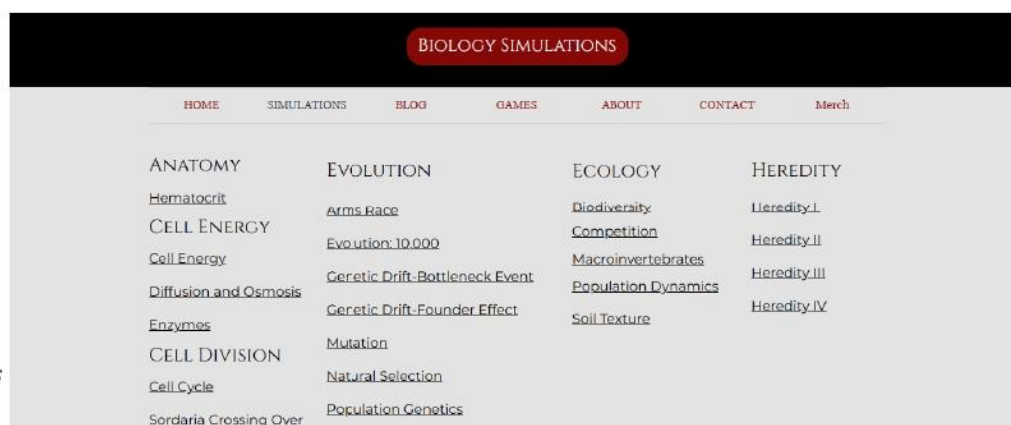 BIOLOGY SIMULATIONS
HOME SIMULATIONS BLOG GAMES ABOUT CONTACT Merch
ANATOMY
Hematocrit
CELL ENERGY
Cell Energy
Diffusion and Osmosis
Enzymes
CELL DIVISION
Cell Cycle
Sordaria Crossing Over
EVOLUTION
Arms Race
Evolution: 10,000
Genetic Drift-Bottleneck Event
Genetic Drift-Founder Effect
Mutation
Natural Selection
Population Genetics
ECOLOGY
Biodiversity
Competition
Macroinvertebrates
Population Dynamics
Soil Texture
HEREDITY
Heredity I
Heredity II
Heredity III
Heredity IV